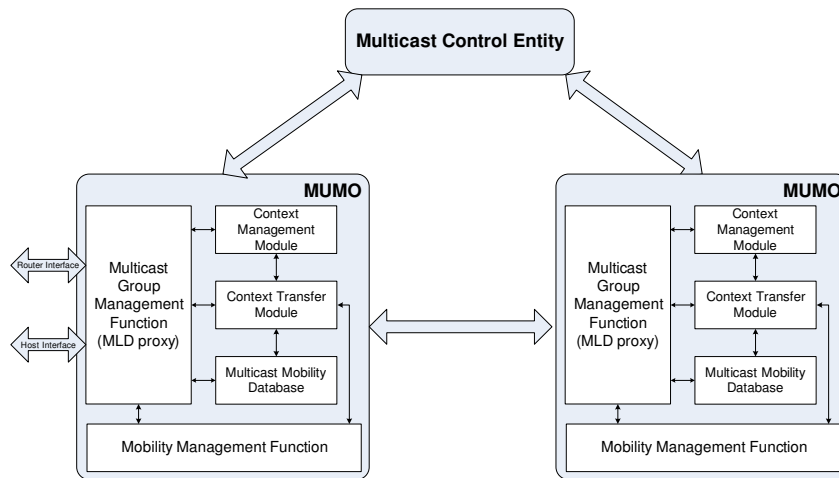 Multicast Control Entity
MUMO
Context
Management
Module
Multicast
Group
Management
Function
(MLD proxy)
Context Transfer
Module
Multicast Mobility
Database
Mobility Management Function
Router Interface
Host Interface
MUMO
Context
Management
Module
Multicast
Group
Management
Function
(MLD proxy)
Context Transfer
Module
Multicast Mobility
Database
Mobility Management Function